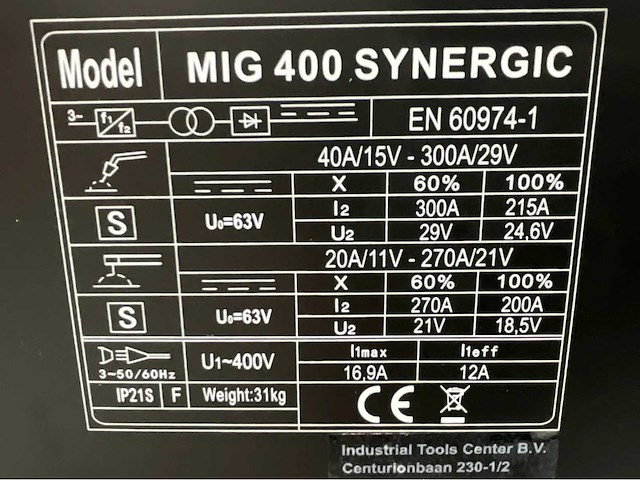 Model MIG 400 SYNERGIC
3~ f1/f2 EN 60974-1
40A/15V - 300A/29V
X 60% 100%
S U₀=63V I2 300A 215A
U2 29V 24,6V
20A/11V - 270A/21V
X 60% 100%
S U₀=63V I2 270A 200A
U2 21V 18,5V
3~50/60Hz U1~400V I1max I1eff
16,9A 12A
IP21S F Weight:31kg CE
Industrial Tools Center B.V.
Centurionbaan 230-1/2